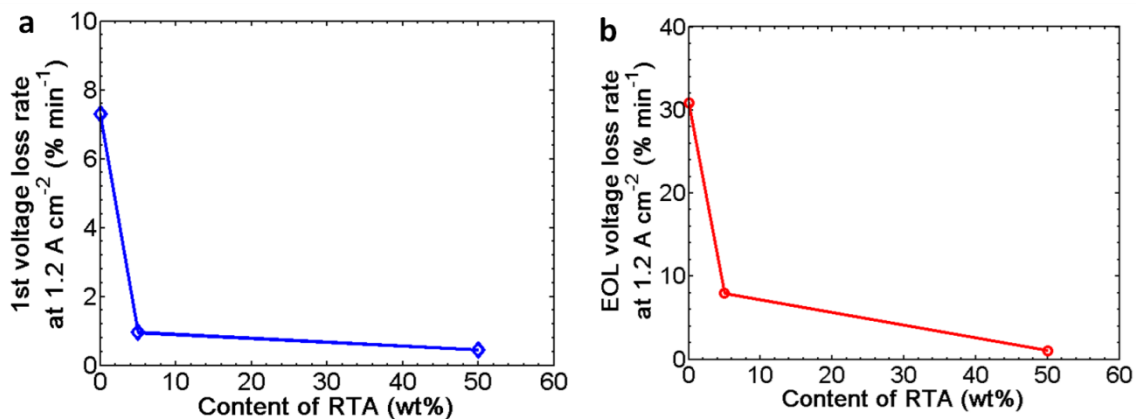 a
1st voltage loss rate
at 1.2 A cm⁻² (% min⁻¹)
10
8
6
4
2
0
0 10 20 30 40 50 60
Content of RTA (wt%)
b
EOL voltage loss rate
at 1.2 A cm⁻² (% min⁻¹)
40
30
20
10
0
0 10 20 30 40 50 60
Content of RTA (wt%)